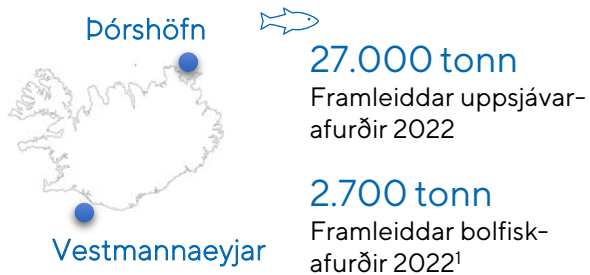 Þórshöfn
27.000 tonn
Framleiddar uppsjávar-
afurðir 2022
2.700 tonn
Framleiddar bolfisk-
afurðir 2022¹
Vestmannaeyjar